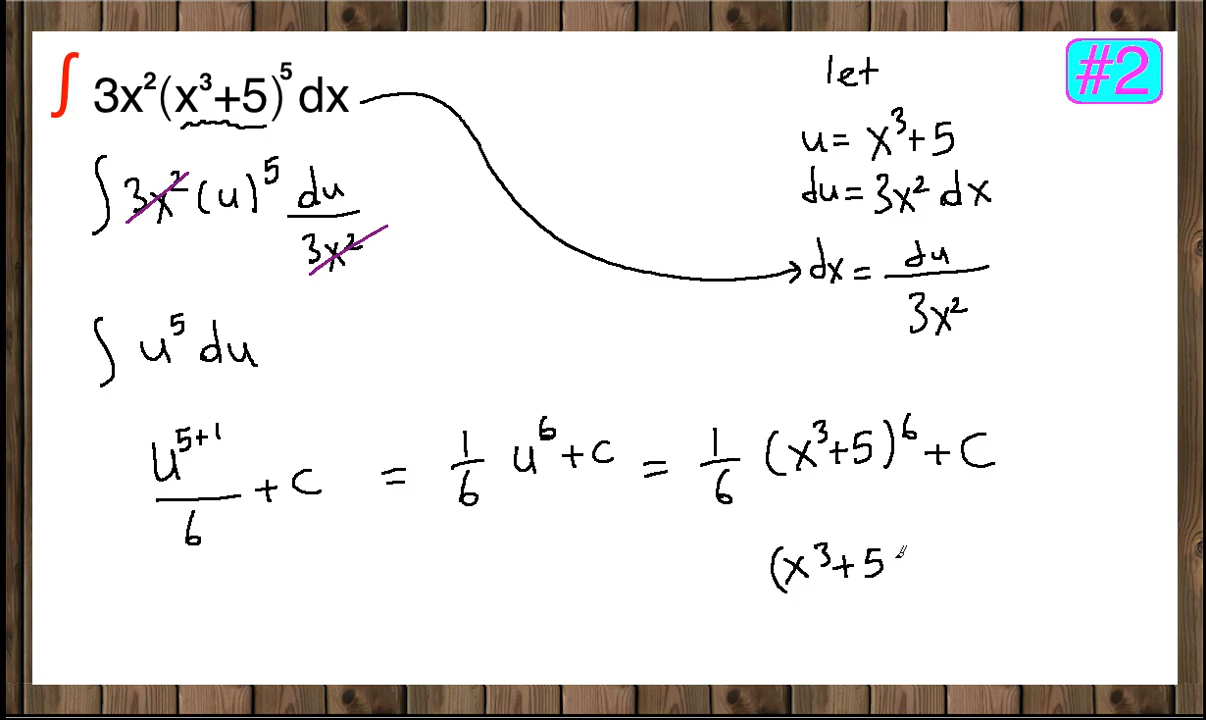 ∫ 3x²(x³+5)⁵ dx
let
#2
u = x³+5
du = 3x² dx
∫ 3x² (u)⁵ du/3x²
dx = du/3x²
∫ u⁵ du
u⁵⁺¹/6 + c = 1/6 u⁶ + c = 1/6 (x³+5)⁶ + C
(x³+5